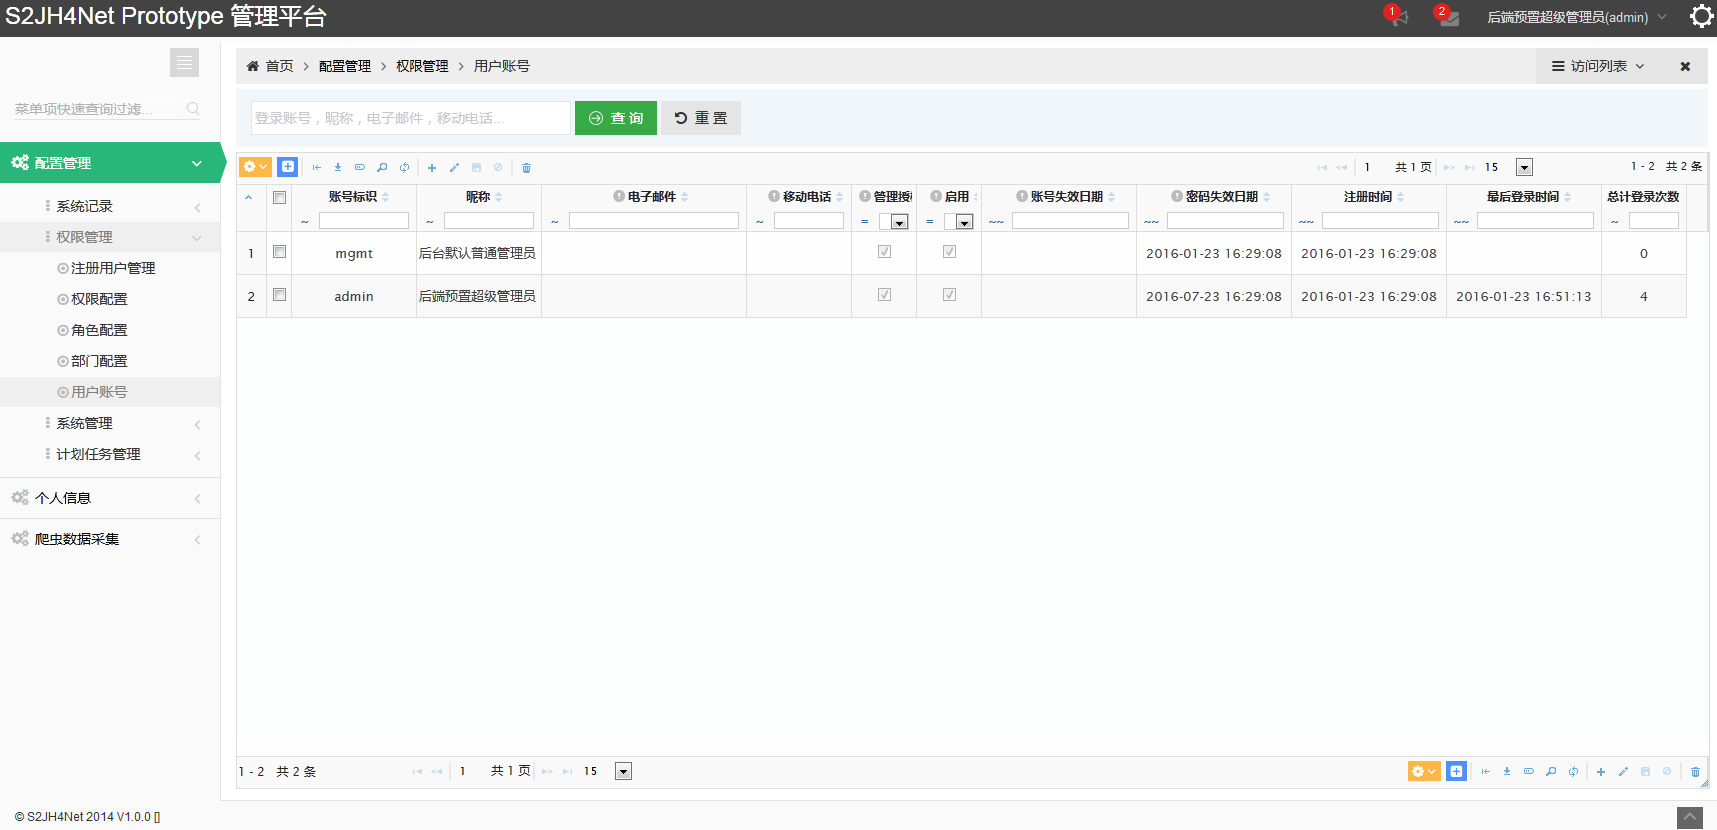 S2JH4Net Prototype 管理平台
1
2
后端预置超级管理员(admin)
菜单项快速查询过滤...
配置管理
系统记录
权限管理
注册用户管理
权限配置
角色配置
部门配置
用户账号
系统管理
计划任务管理
个人信息
爬虫数据采集
首页 > 配置管理 > 权限管理 > 用户账号
访问列表
登录账号，昵称，电子邮件，移动电话...
查 询
重 置
1 共 1 页 15
1 - 2 共 2 条
账号标识 昵称 电子邮件 移动电话 管理授 启用 账号失效日期 密码失效日期 注册时间 最后登录时间 总计登录次数
~ ~ ~ ~ = = ~~ ~~ ~~ ~~ ~
1 mgmt 后台默认普通管理员 2016-01-23 16:29:08 2016-01-23 16:29:08 0
2 admin 后端预置超级管理员 2016-07-23 16:29:08 2016-01-23 16:29:08 2016-01-23 16:51:13 4
1 - 2 共 2 条
1 共 1 页 15
© S2JH4Net 2014 V1.0.0 []